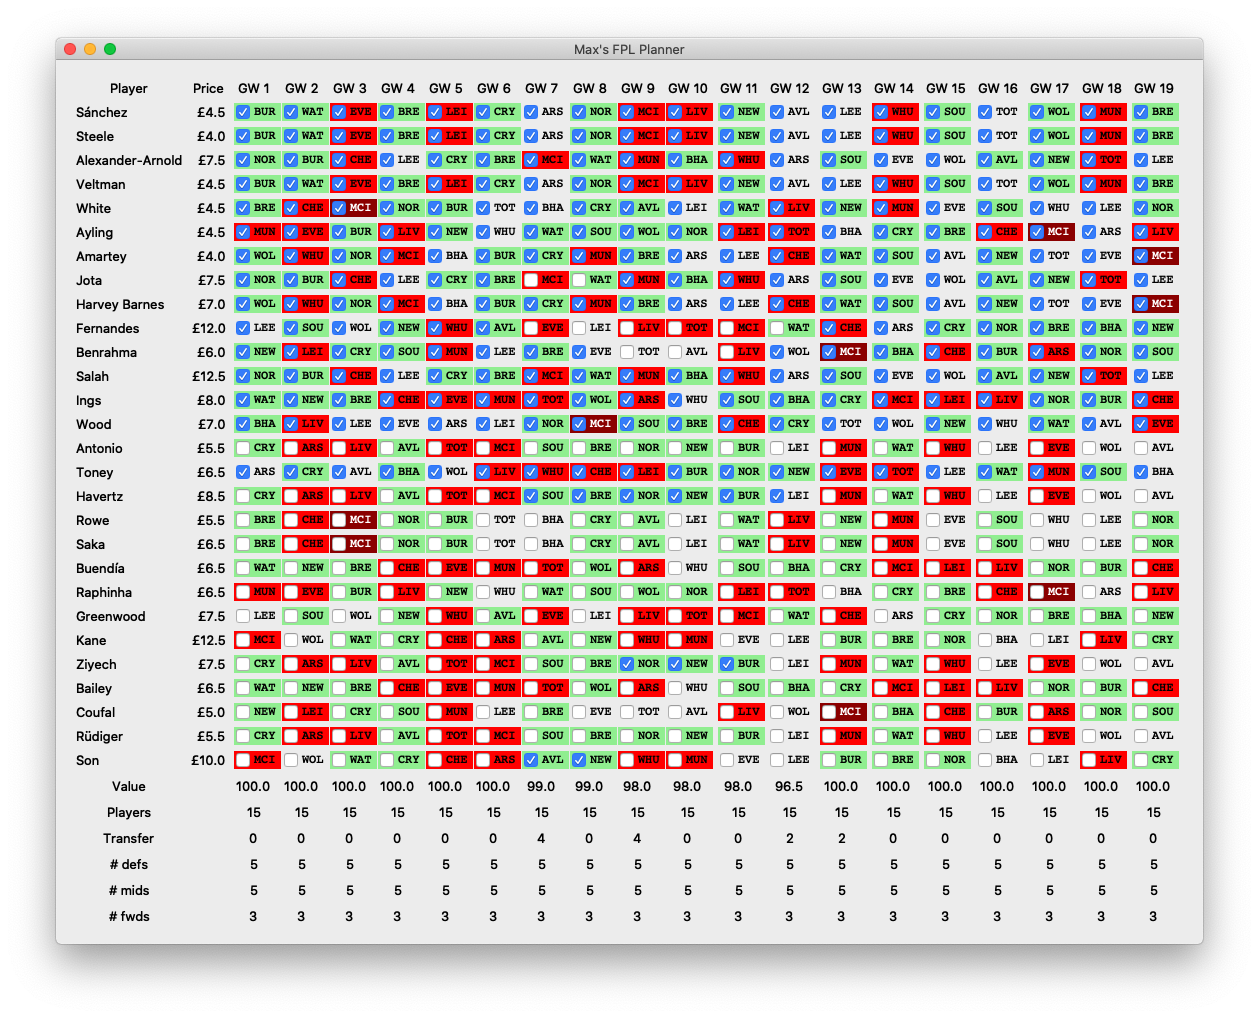 Max's FPL Planner
Player Price GW 1 GW 2 GW 3 GW 4 GW 5 GW 6 GW 7 GW 8 GW 9 GW 10 GW 11 GW 12 GW 13 GW 14 GW 15 GW 16 GW 17 GW 18 GW 19
Sánchez £4.5 BUR WAT EVE BRE LEI CRY ARS NOR MCI LIV NEW AVL LEE WHU SOU TOT WOL MUN BRE
Steele £4.0 BUR WAT EVE BRE LEI CRY ARS NOR MCI LIV NEW AVL LEE WHU SOU TOT WOL MUN BRE
Alexander-Arnold £7.5 NOR BUR CHE LEE CRY BRE MCI WAT MUN BHA WHU ARS SOU EVE WOL AVL NEW TOT LEE
Veltman £4.5 BUR WAT EVE BRE LEI CRY ARS NOR MCI LIV NEW AVL LEE WHU SOU TOT WOL MUN BRE
White £4.5 BRE CHE MCI NOR BUR TOT BHA CRY AVL LEI WAT LIV NEW MUN EVE SOU WHU LEE NOR
Ayling £4.5 MUN EVE BUR LIV NEW WHU WAT SOU WOL NOR LEI TOT BHA CRY BRE CHE MCI ARS LIV
Amartey £4.0 WOL WHU NOR MCI BHA BUR CRY MUN BRE ARS LEE CHE WAT SOU AVL NEW TOT EVE MCI
Jota £7.5 NOR BUR CHE LEE CRY BRE MCI WAT MUN BHA WHU ARS SOU EVE WOL AVL NEW TOT LEE
Harvey Barnes £7.0 WOL WHU NOR MCI BHA BUR CRY MUN BRE ARS LEE CHE WAT SOU AVL NEW TOT EVE MCI
Fernandes £12.0 LEE SOU WOL NEW WHU AVL EVE LEI LIV TOT MCI WAT CHE ARS CRY NOR BRE BHA NEW
Benrahma £6.0 NEW LEI CRY SOU MUN LEE BRE EVE TOT AVL LIV WOL MCI BHA CHE BUR ARS NOR SOU
Salah £12.5 NOR BUR CHE LEE CRY BRE MCI WAT MUN BHA WHU ARS SOU EVE WOL AVL NEW TOT LEE
Ings £8.0 WAT NEW BRE CHE EVE MUN TOT WOL ARS WHU SOU BHA CRY MCI LEI LIV NOR BUR CHE
Wood £7.0 BHA LIV LEE EVE ARS LEI NOR MCI SOU BRE CHE CRY TOT WOL NEW WHU WAT AVL EVE
Antonio £5.5 CRY ARS LIV AVL TOT MCI SOU BRE NOR NEW BUR LEI MUN WAT WHU LEE EVE WOL AVL
Toney £6.5 ARS CRY AVL BHA WOL LIV WHU CHE LEI BUR NOR NEW EVE TOT LEE WAT MUN SOU BHA
Havertz £8.5 CRY ARS LIV AVL TOT MCI SOU BRE NOR NEW BUR LEI MUN WAT WHU LEE EVE WOL AVL
Rowe £5.5 BRE CHE MCI NOR BUR TOT BHA CRY AVL LEI WAT LIV NEW MUN EVE SOU WHU LEE NOR
Saka £6.5 BRE CHE MCI NOR BUR TOT BHA CRY AVL LEI WAT LIV NEW MUN EVE SOU WHU LEE NOR
Buendía £6.5 WAT NEW BRE CHE EVE MUN TOT WOL ARS WHU SOU BHA CRY MCI LEI LIV NOR BUR CHE
Raphinha £6.5 MUN EVE BUR LIV NEW WHU WAT SOU WOL NOR LEI TOT BHA CRY BRE CHE MCI ARS LIV
Greenwood £7.5 LEE SOU WOL NEW WHU AVL EVE LEI LIV TOT MCI WAT CHE ARS CRY NOR BRE BHA NEW
Kane £12.5 MCI WOL WAT CRY CHE ARS AVL NEW WHU MUN EVE LEE BUR BRE NOR BHA LEI LIV CRY
Ziyech £7.5 CRY ARS LIV AVL TOT MCI SOU BRE NOR NEW BUR LEI MUN WAT WHU LEE EVE WOL AVL
Bailey £6.5 WAT NEW BRE CHE EVE MUN TOT WOL ARS WHU SOU BHA CRY MCI LEI LIV NOR BUR CHE
Coufal £5.0 NEW LEI CRY SOU MUN LEE BRE EVE TOT AVL LIV WOL MCI BHA CHE BUR ARS NOR SOU
Rüdiger £5.5 CRY ARS LIV AVL TOT MCI SOU BRE NOR NEW BUR LEI MUN WAT WHU LEE EVE WOL AVL
Son £10.0 MCI WOL WAT CRY CHE ARS AVL NEW WHU MUN EVE LEE BUR BRE NOR BHA LEI LIV CRY
Value 100.0 100.0 100.0 100.0 100.0 100.0 99.0 99.0 98.0 98.0 98.0 96.5 100.0 100.0 100.0 100.0 100.0 100.0 100.0
Players 15 15 15 15 15 15 15 15 15 15 15 15 15 15 15 15 15 15 15
Transfer 0 0 0 0 0 0 4 0 4 0 0 2 2 0 0 0 0 0 0
# defs 5 5 5 5 5 5 5 5 5 5 5 5 5 5 5 5 5 5 5
# mids 5 5 5 5 5 5 5 5 5 5 5 5 5 5 5 5 5 5 5
# fwds 3 3 3 3 3 3 3 3 3 3 3 3 3 3 3 3 3 3 3